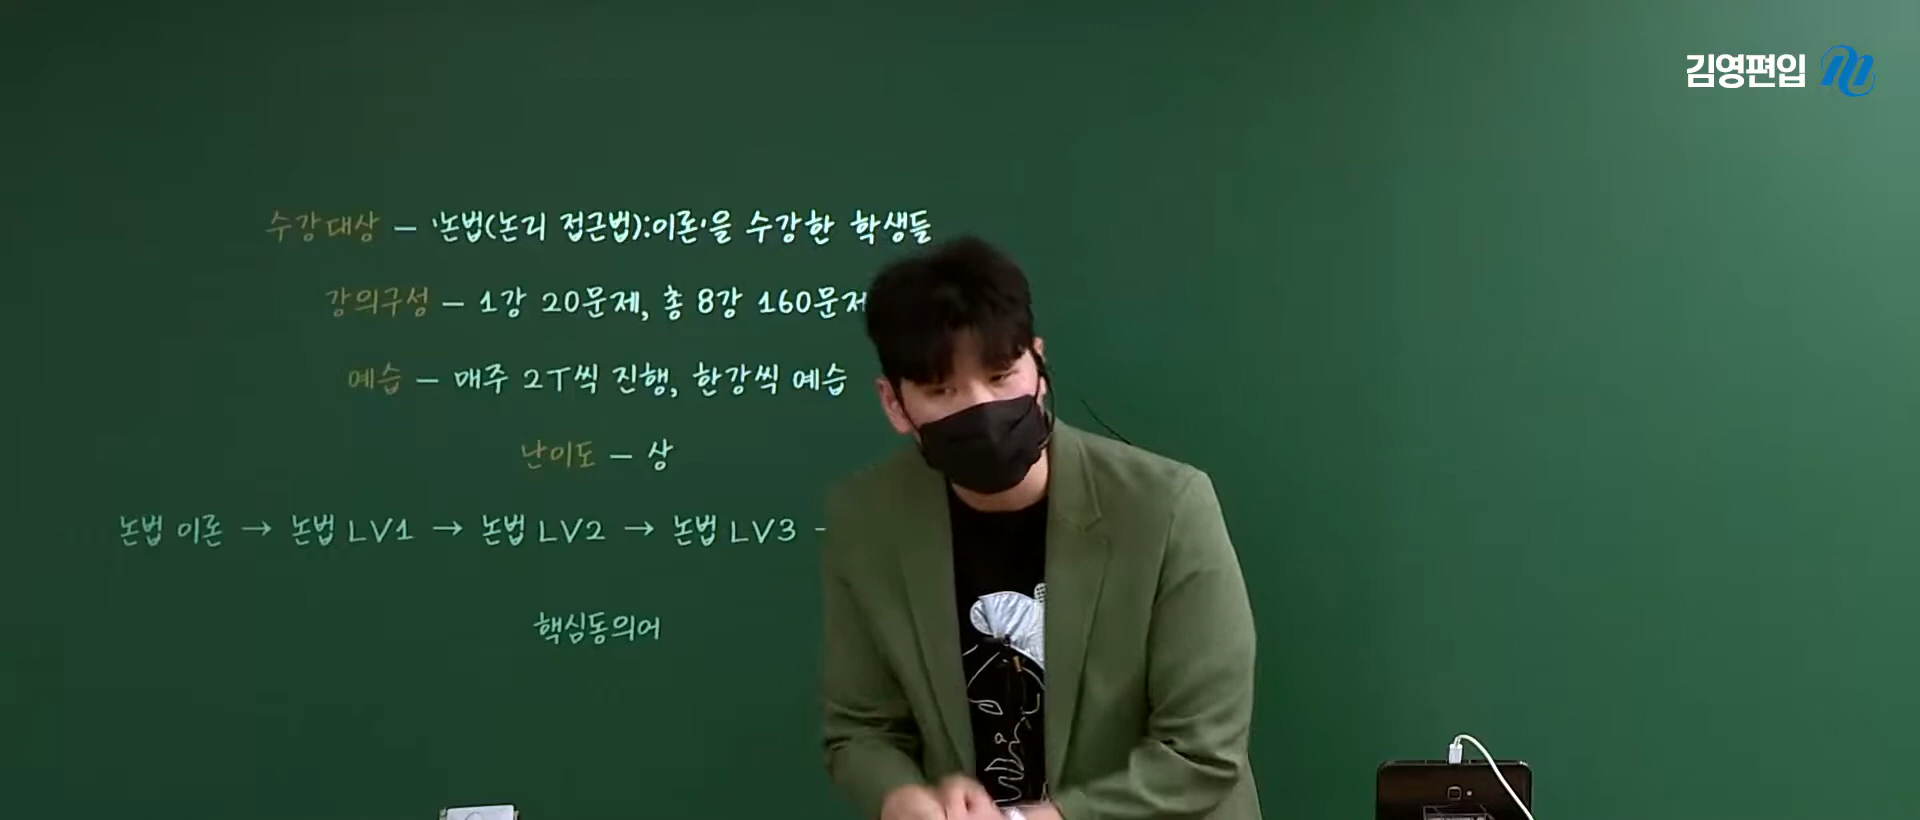 김영편입
수강대상 – '논법(논리 접근법):이론'을 수강한 학생들
강의구성 – 1강 20문제, 총 8강 160문제
예습 – 매주 2T씩 진행, 한강씩 예습
난이도 – 상
논법 이론 → 논법 LV1 → 논법 LV2 → 논법 LV3 -
핵심동의어